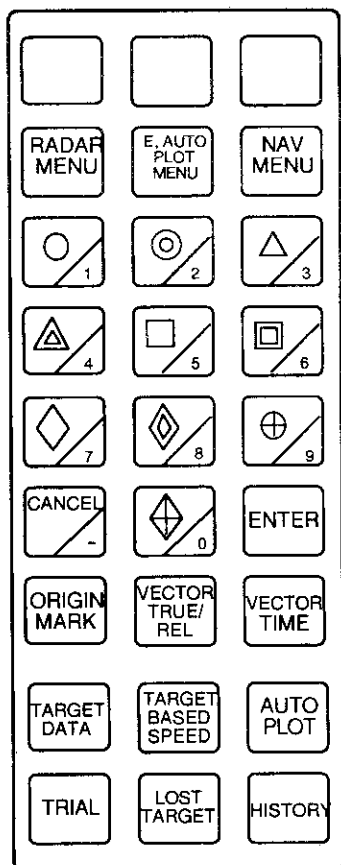 RADAR MENU
E, AUTO PLOT MENU
NAV MENU
1
2
3
4
5
6
7
8
9
CANCEL –
0
ENTER
ORIGIN MARK
VECTOR TRUE/ REL
VECTOR TIME
TARGET DATA
TARGET BASED SPEED
AUTO PLOT
TRIAL
LOST TARGET
HISTORY